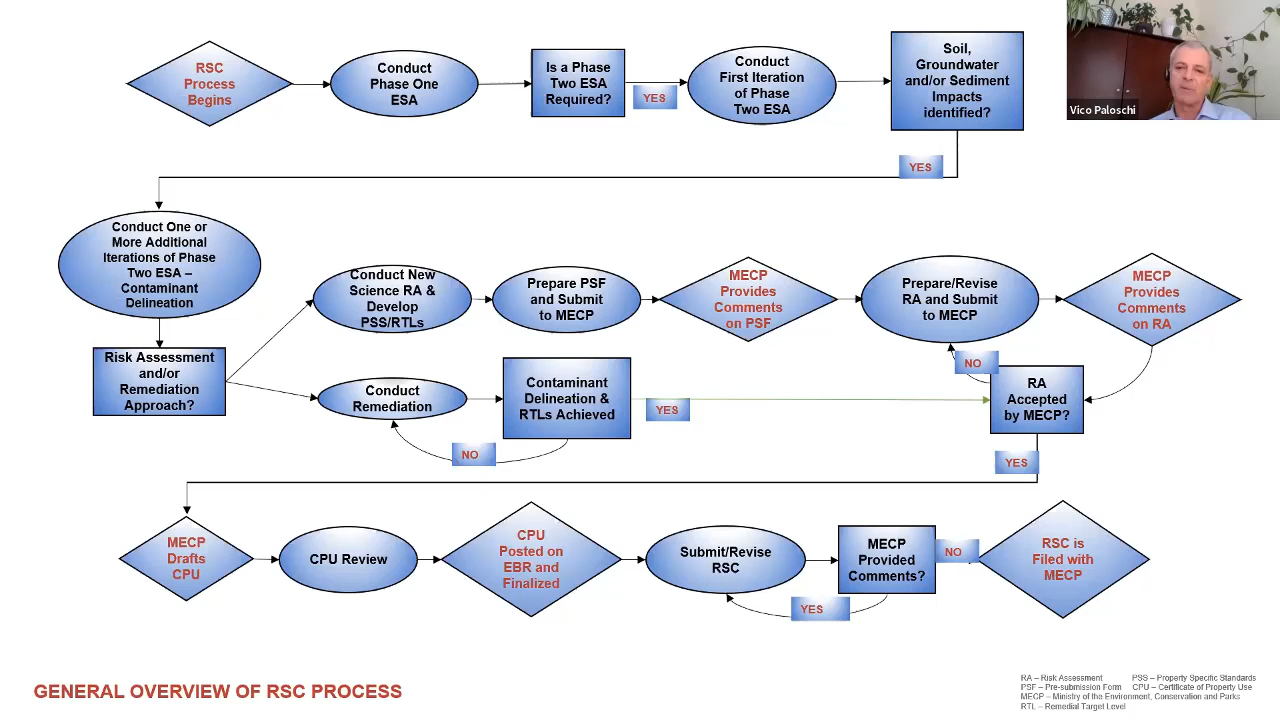 RSC
Process
Begins
Conduct
Phase One
ESA
Is a Phase
Two ESA
Required?
YES
Conduct
First Iteration
of Phase
Two ESA
Soil,
Groundwater
and/or Sediment
Impacts
identified?
Vico Paloschi
YES
Conduct One or
More Additional
Iterations of Phase
Two ESA –
Contaminant
Delineation
Conduct New
Science RA &
Develop
PSS/RTLs
Prepare PSF
and Submit
to MECP
MECP
Provides
Comments
on PSF
Prepare/Revise
RA and Submit
to MECP
MECP
Provides
Comments
on RA
Risk Assessment
and/or
Remediation
Approach?
Conduct
Remediation
Contaminant
Delineation &
RTLs Achieved
YES
NO
NO
RA
Accepted
by MECP?
YES
MECP
Drafts
CPU
CPU Review
CPU
Posted on
EBR and
Finalized
Submit/Revise
RSC
MECP
Provided
Comments?
NO
YES
RSC is
Filed with
MECP
GENERAL OVERVIEW OF RSC PROCESS
RA – Risk Assessment PSS – Property Specific Standards
PSF – Pre-submission Form CPU – Certificate of Property Use
MECP – Ministry of the Environment, Conservation and Parks
RTL – Remedial Target Level